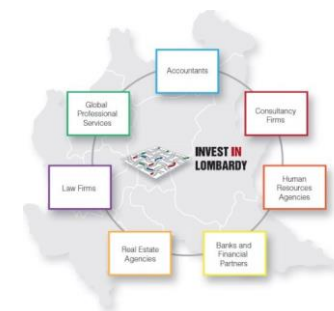 Accountants
Global
Professional
Services
Consultancy
Firms
INVEST IN
LOMBARDY
Law Firms
Human
Resources
Agencies
Real Estate
Agencies
Banks and
Financial
Partners